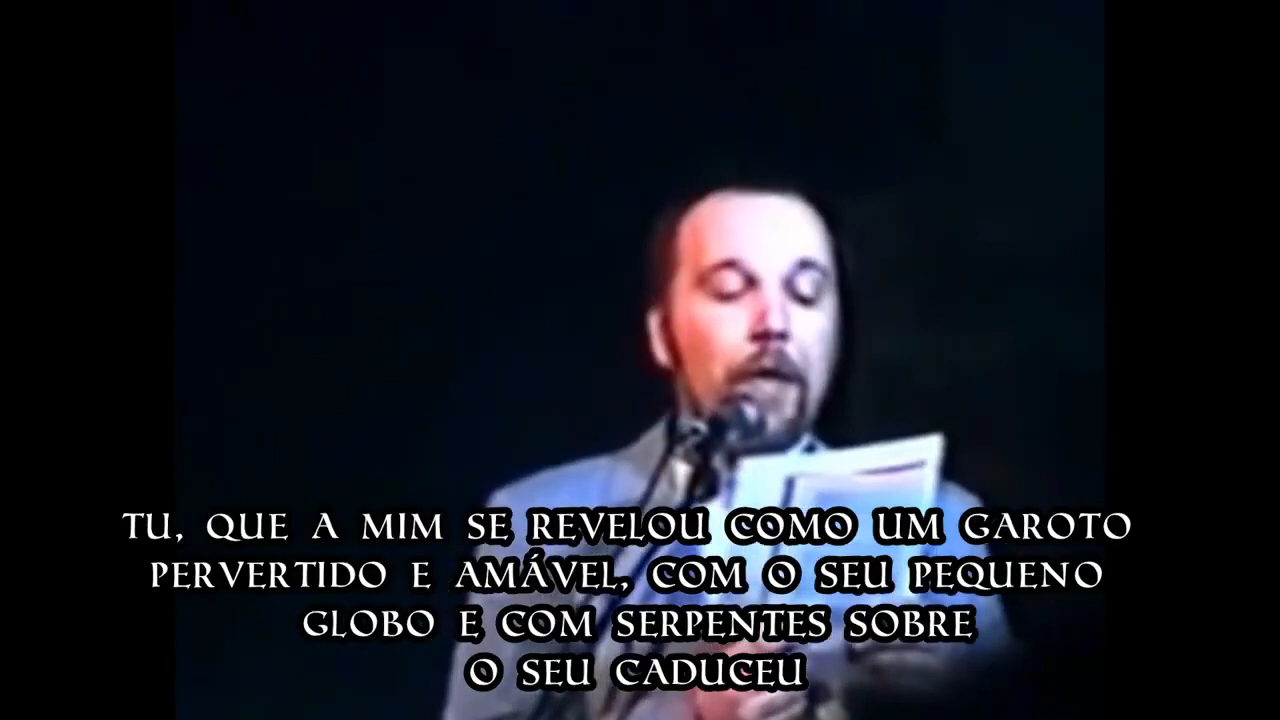 TU, QUE A MIM SE REVELOU COMO UM GAROTO
PERVERTIDO E AMÁVEL, COM O SEU PEQUENO
GLOBO E COM SERPENTES SOBRE
O SEU CADUCEU